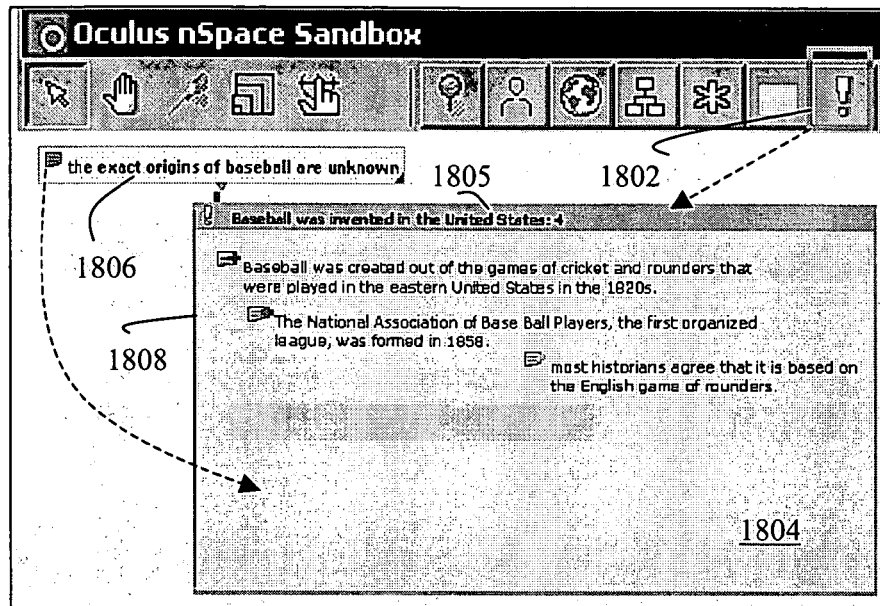 Oculus nSpace Sandbox
the exact origins of baseball are unknown
1805
1802
Baseball was invented in the United States: 4
1806
Baseball was created out of the games of cricket and rounders that
were played in the eastern United States in the 1820s.
The National Association of Base Ball Players, the first organized
league, was formed in 1858.
1808
most historians agree that it is based on
the English game of rounders.
1804